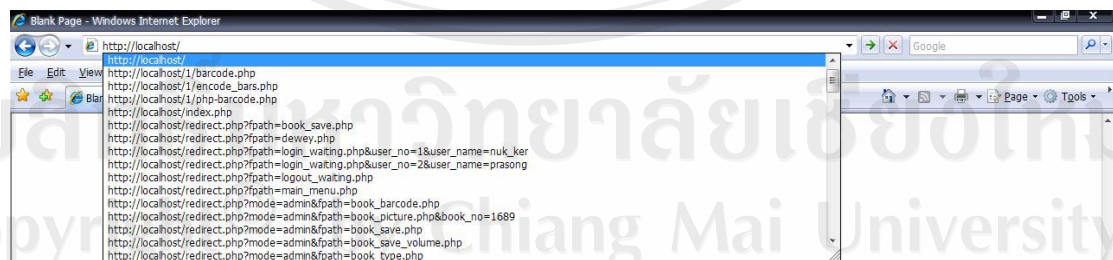 Blank Page - Windows Internet Explorer
http://localhost/
Google
http://localhost/
File Edit View
http://localhost/1/barcode.php
http://localhost/1/encode_bars.php
http://localhost/1/php-barcode.php
Page Tools
http://localhost/index.php
http://localhost/redirect.php?fpath=book_save.php
http://localhost/redirect.php?fpath=dewey.php
http://localhost/redirect.php?fpath=login_waiting.php&user_no=1&user_name=nuk_ker
http://localhost/redirect.php?fpath=login_waiting.php&user_no=2&user_name=prasong
http://localhost/redirect.php?fpath=logout_waiting.php
http://localhost/redirect.php?fpath=main_menu.php
http://localhost/redirect.php?mode=admin&fpath=book_barcode.php
http://localhost/redirect.php?mode=admin&fpath=book_picture.php&book_no=1689
http://localhost/redirect.php?mode=admin&fpath=book_save.php
http://localhost/redirect.php?mode=admin&fpath=book_save_volume.php
http://localhost/redirect.php?mode=admin&fpath=book_type.php
Chiang Mai University